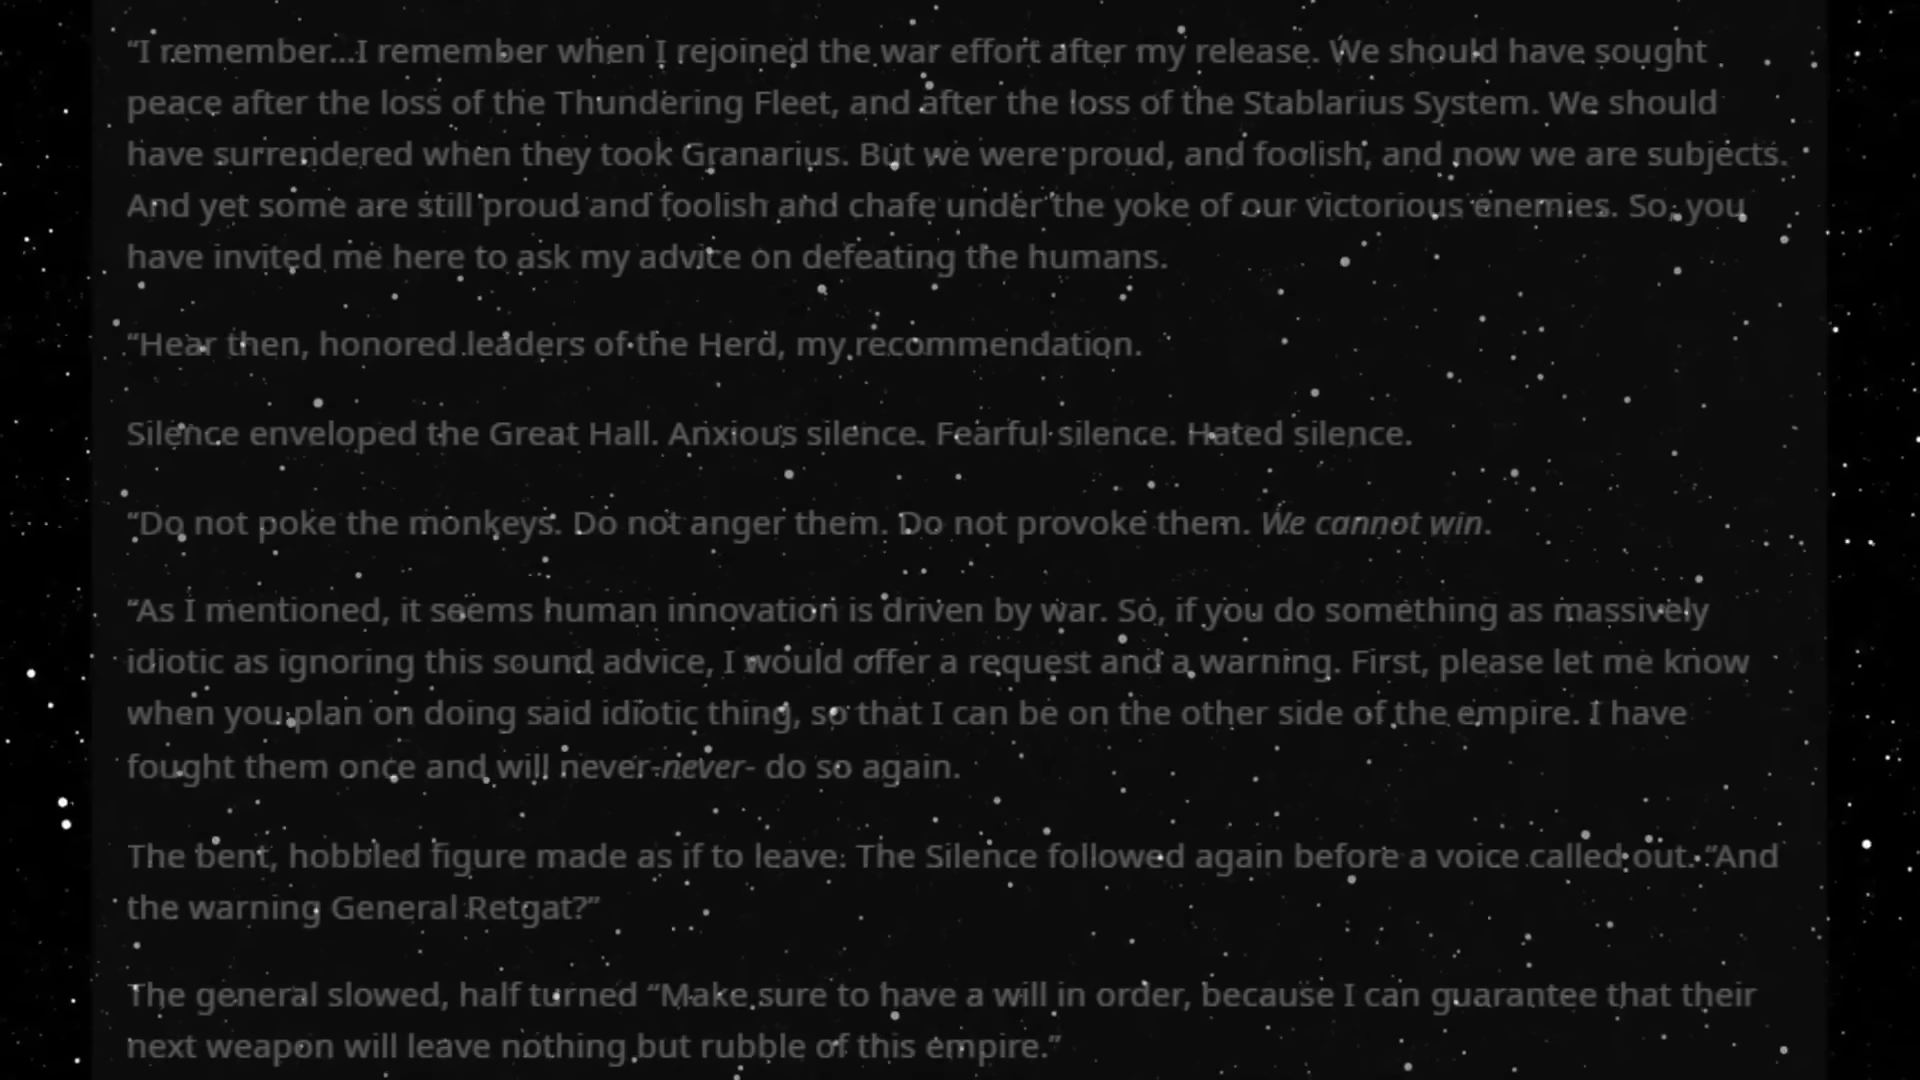 “I remember...I remember when I rejoined the war effort after my release. We should have sought
peace after the loss of the Thundering Fleet, and after the loss of the Stablarius System. We should
have surrendered when they took Granarius. But we were proud, and foolish, and now we are subjects.
And yet some are still proud and foolish and chafe under the yoke of our victorious enemies. So, you
have invited me here to ask my advice on defeating the humans.
“Hear then, honored leaders of the Herd, my recommendation.
Silence enveloped the Great Hall. Anxious silence. Fearful silence. Hated silence.
“Do not poke the monkeys. Do not anger them. Do not provoke them. We cannot win.
“As I mentioned, it seems human innovation is driven by war. So, if you do something as massively
idiotic as ignoring this sound advice, I would offer a request and a warning. First, please let me know
when you plan on doing said idiotic thing, so that I can be on the other side of the empire. I have
fought them once and will never-never- do so again.
The bent, hobbled figure made as if to leave. The Silence followed again before a voice called out. “And
the warning General Retgat?”
The general slowed, half turned “Make sure to have a will in order, because I can guarantee that their
next weapon will leave nothing but rubble of this empire.”